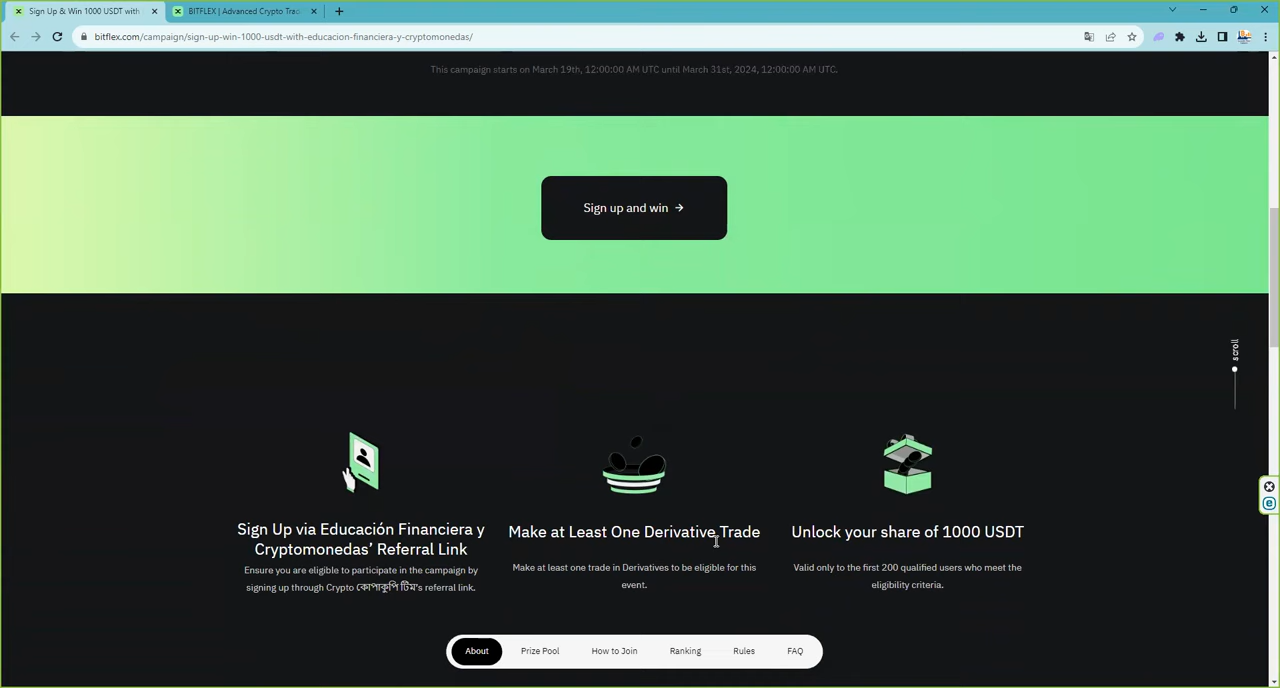 Sign Up & Win 1000 USDT with
BITFLEX | Advanced Crypto Trad
bitflex.com/campaign/sign-up-win-1000-usdt-with-educacion-financiera-y-cryptomonedas/
This campaign starts on March 19th, 12:00:00 AM UTC until March 31st, 2024, 12:00:00 AM UTC.
Sign up and win →
scroll
Sign Up via Educación Financiera y
Cryptomonedas’ Referral Link
Ensure you are eligible to participate in the campaign by
signing up through Crypto কোপাকুপি টিম's referral link.
Make at Least One Derivative Trade
Make at least one trade in Derivatives to be eligible for this
event.
Unlock your share of 1000 USDT
Valid only to the first 200 qualified users who meet the
eligibility criteria.
About
Prize Pool
How to Join
Ranking
Rules
FAQ